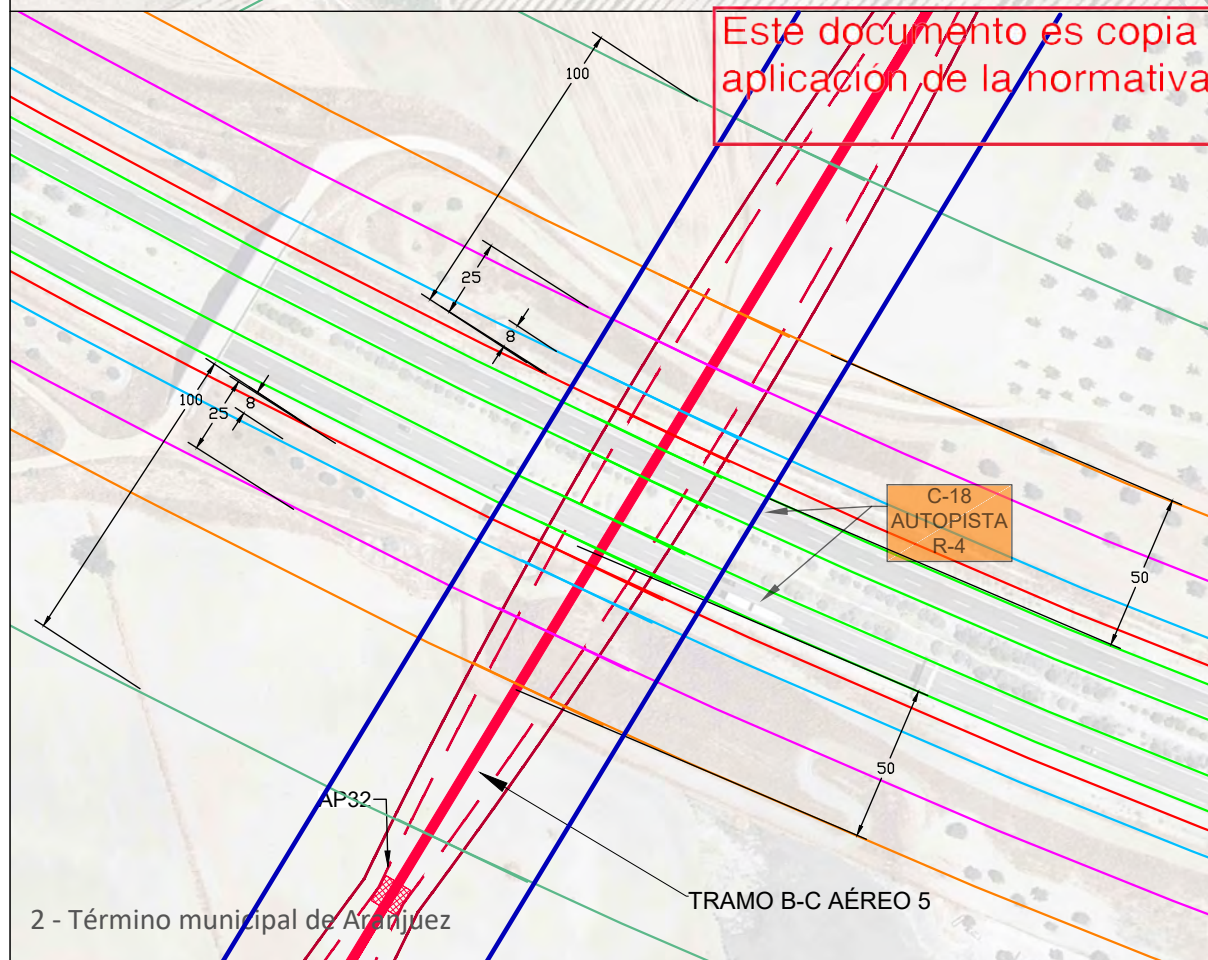 Este documento es copia
aplicación de la normativa
100
25
8
100
25
8
C-18
AUTOPISTA
R-4
50
50
AP32
TRAMO B-C AÉREO 5
2 - Término municipal de Aranjuez